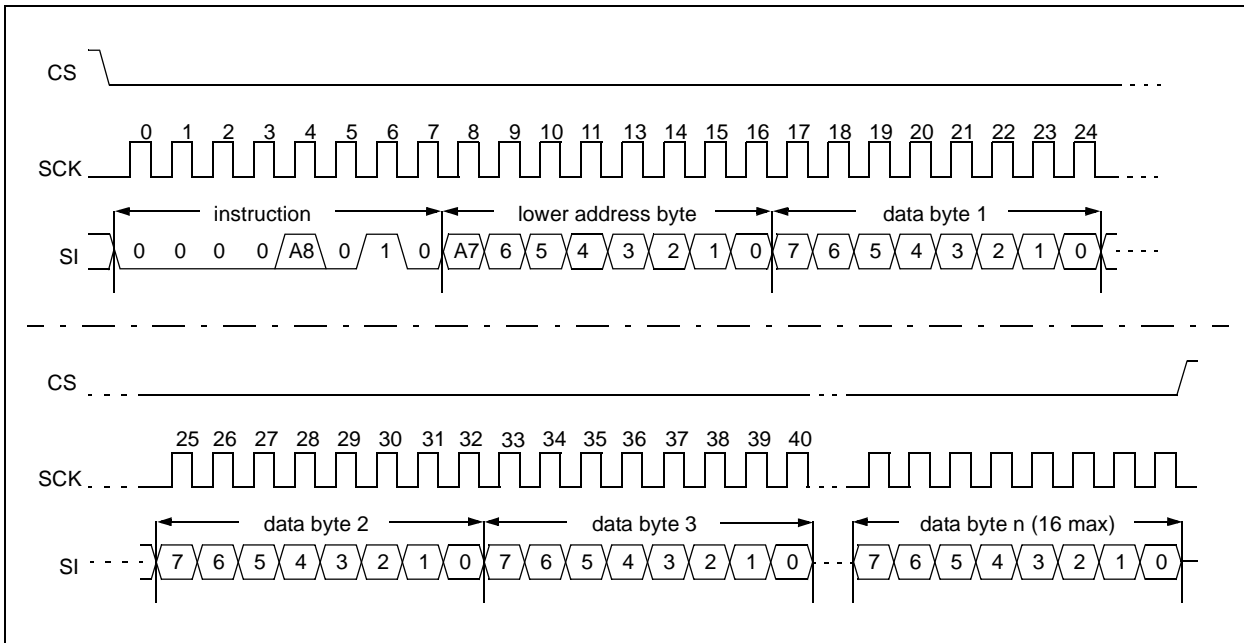 CS
0 1 2 3 4 5 6 7 8 9 10 11 13 14 15 16 17 18 19 20 21 22 23 24
SCK
instruction lower address byte data byte 1
SI 0 0 0 0 A8 0 1 0 A7 6 5 4 3 2 1 0 7 6 5 4 3 2 1 0
CS
25 26 27 28 29 30 31 32 33 34 35 36 37 38 39 40
SCK
data byte 2 data byte 3 data byte n (16 max)
SI 7 6 5 4 3 2 1 0 7 6 5 4 3 2 1 0 7 6 5 4 3 2 1 0